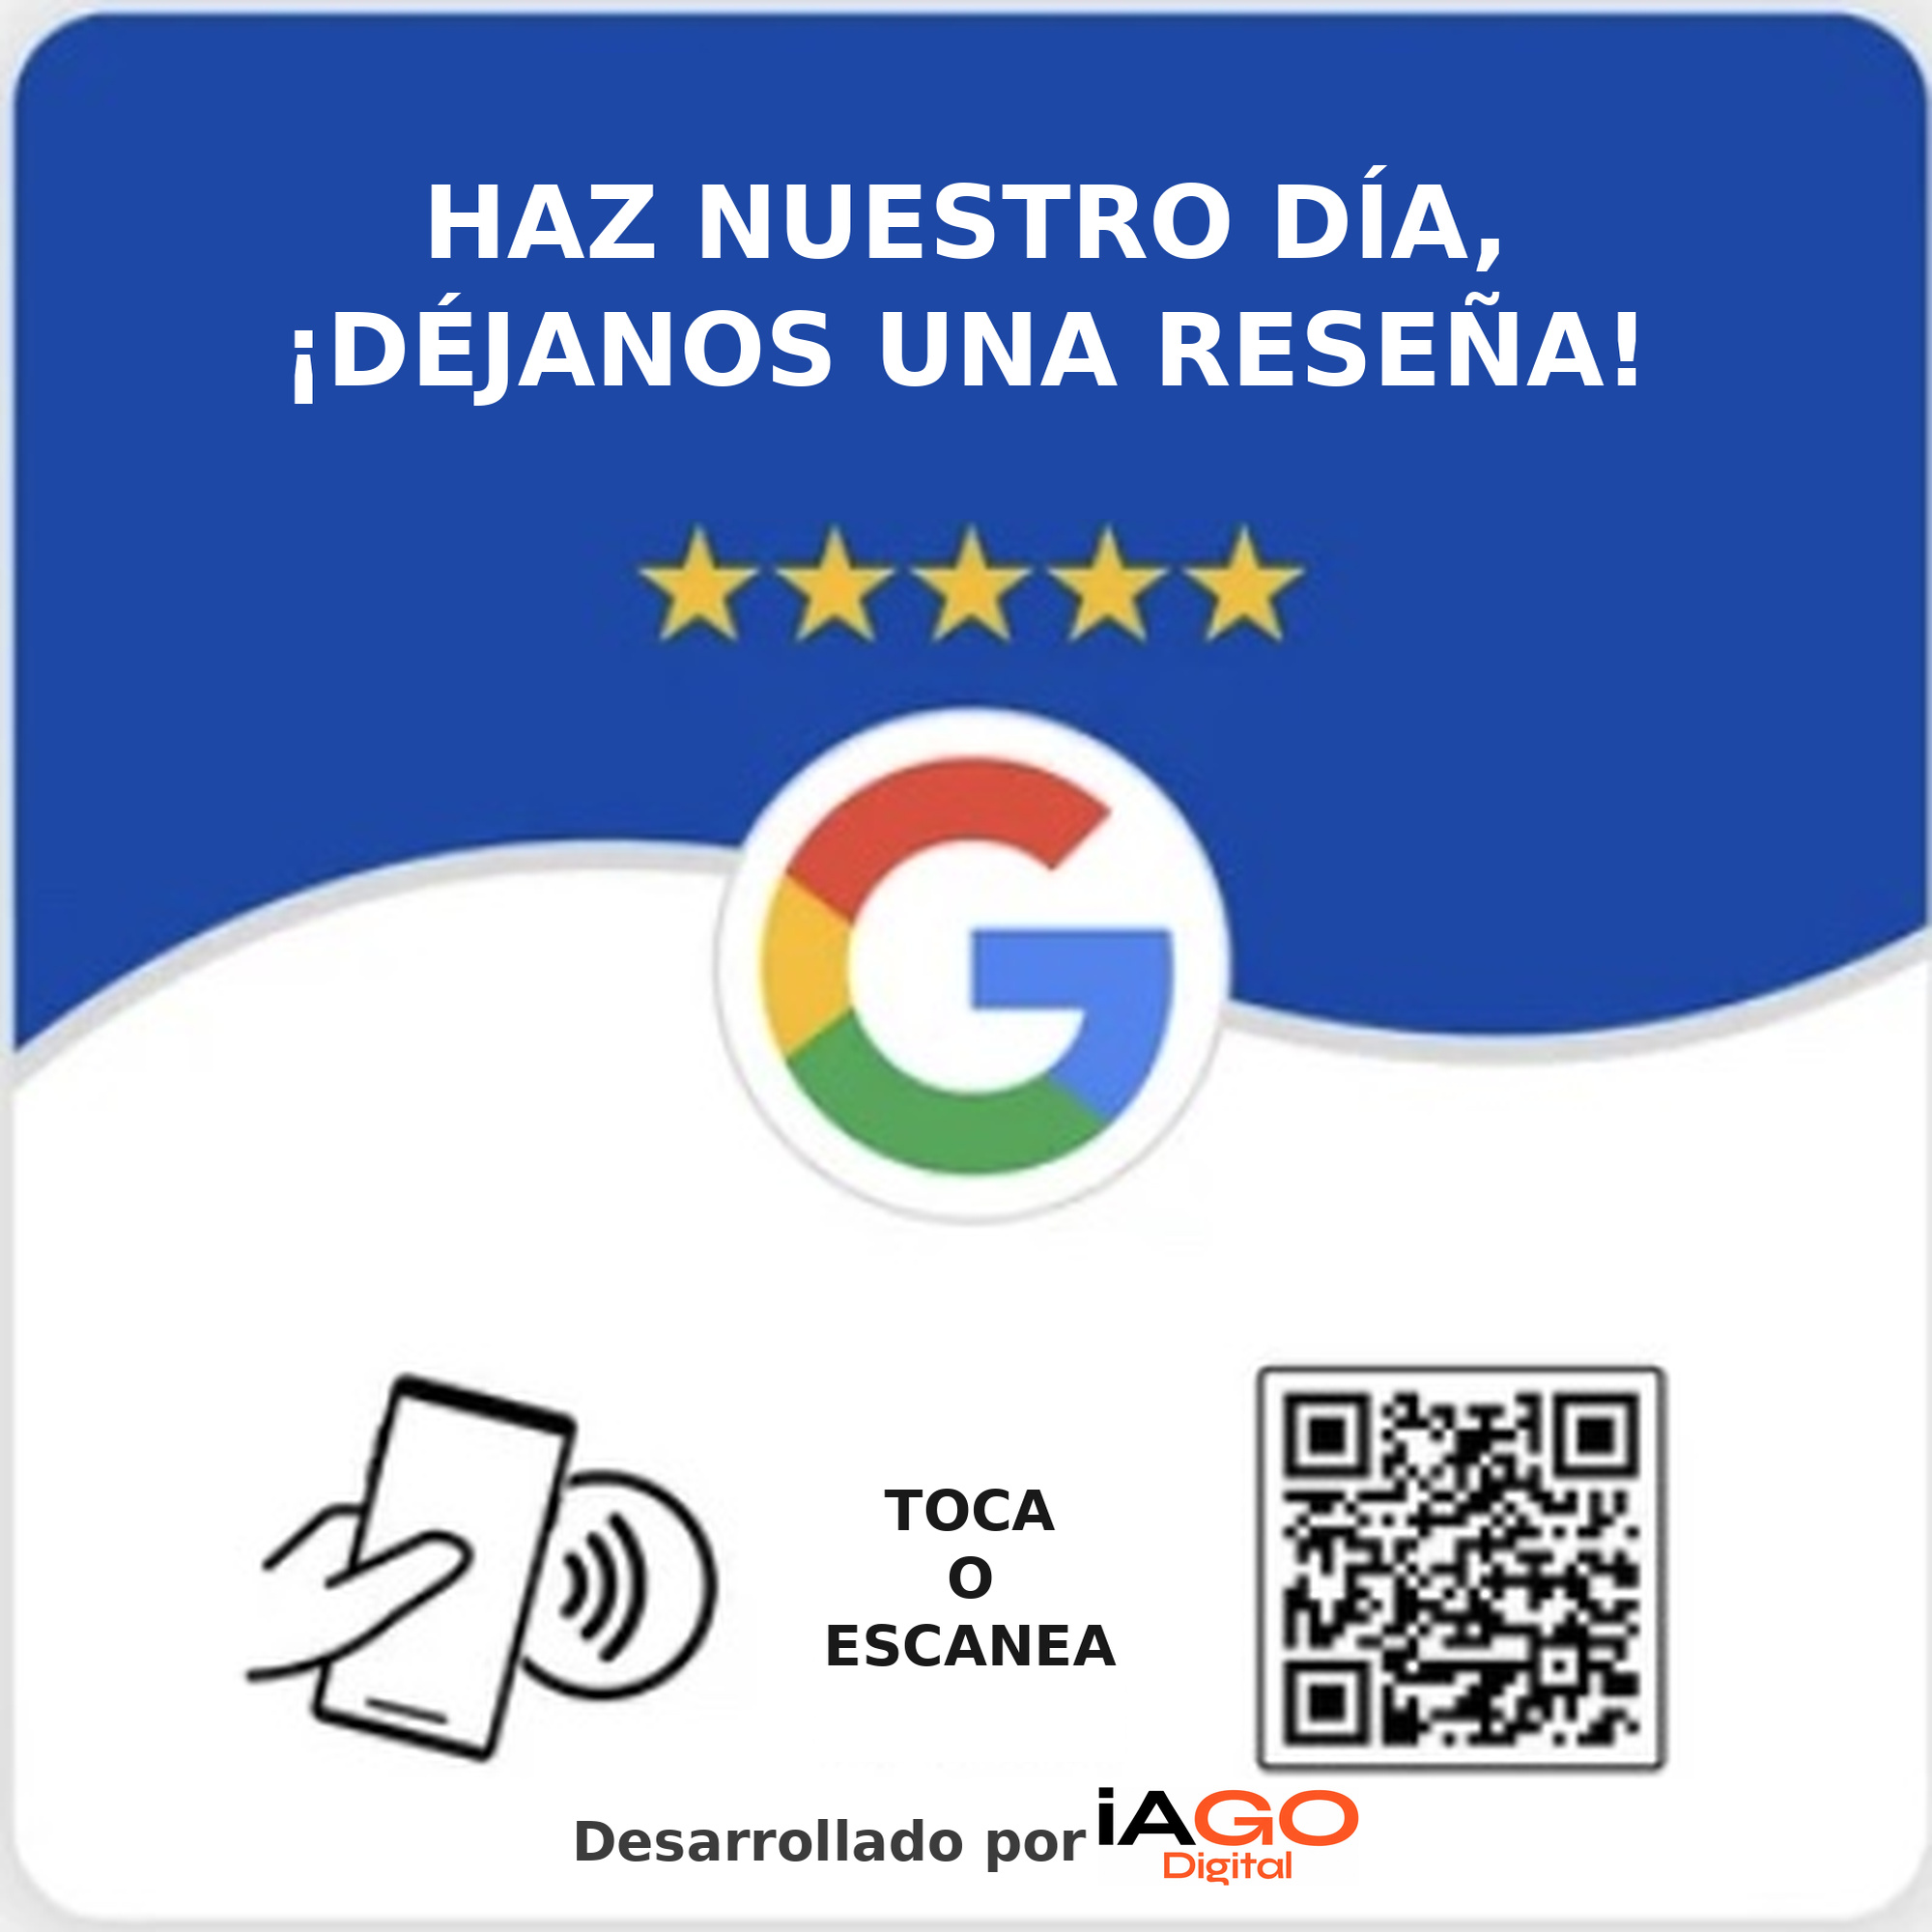 HAZ NUESTRO DÍA,
¡DÉJANOS UNA RESEÑA!
G
TOCA
O
ESCANEA
Desarrollado por iAGO
Digital